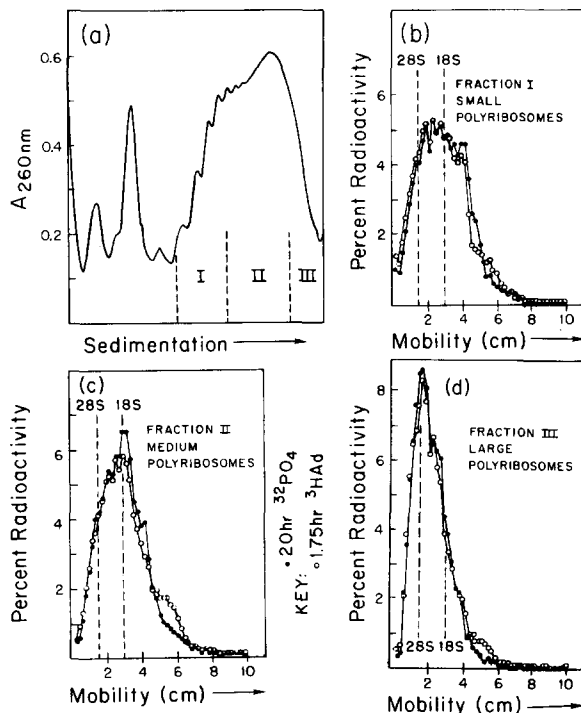 (a)
0.6
0.4
0.2
A260nm
I II III
Sedimentation
(b)
28S 18S
FRACTION I
SMALL
POLYRIBOSOMES
6
4
2
Percent Radioactivity
2 4 6 8 10
Mobility (cm)
(c)
28S 18S
FRACTION II
MEDIUM
POLYRIBOSOMES
6
4
2
Percent Radioactivity
2 4 6 8 10
Mobility (cm)
KEY: • 20hr 32PO4
○ 1.75hr 3HAd
(d)
8
6
4
2
FRACTION III
LARGE
POLYRIBOSOMES
28S 18S
Percent Radioactivity
2 4 6 8 10
Mobility (cm)